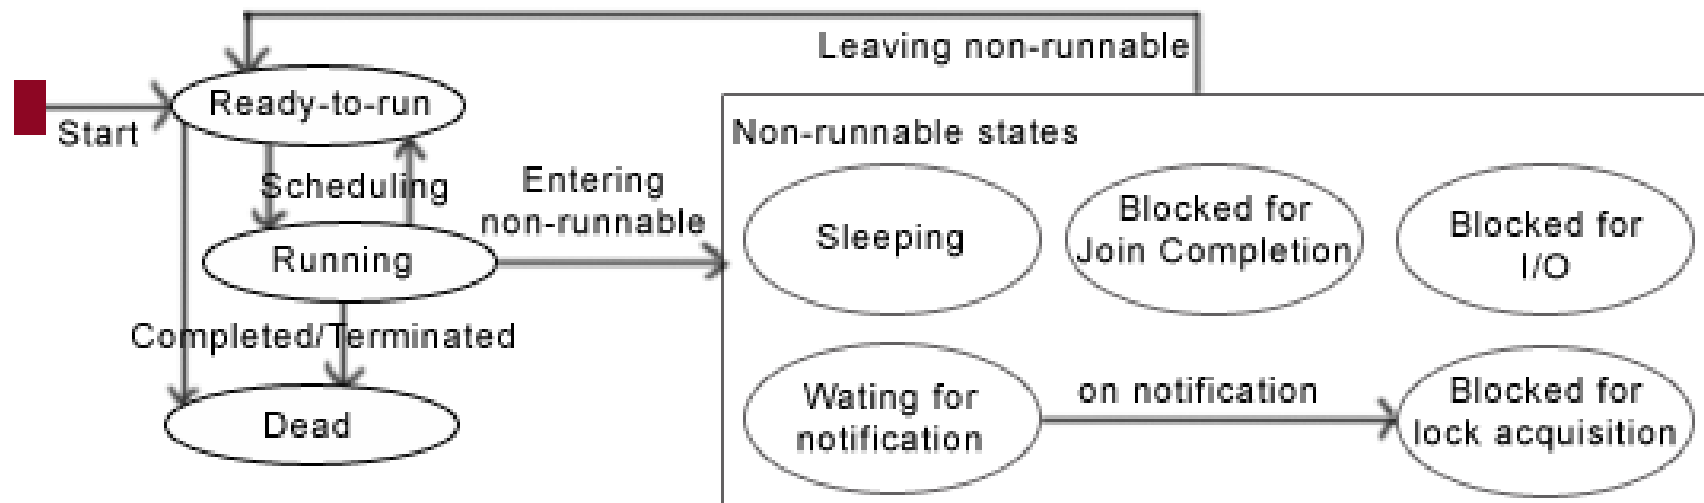 Leaving non-runnable
Ready-to-run
Start
Non-runnable states
Scheduling
Entering
non-runnable
Sleeping
Blocked for
Join Completion
Blocked for
I/O
Running
Completed/Terminated
Dead
Wating for
notification
on notification
Blocked for
lock acquisition